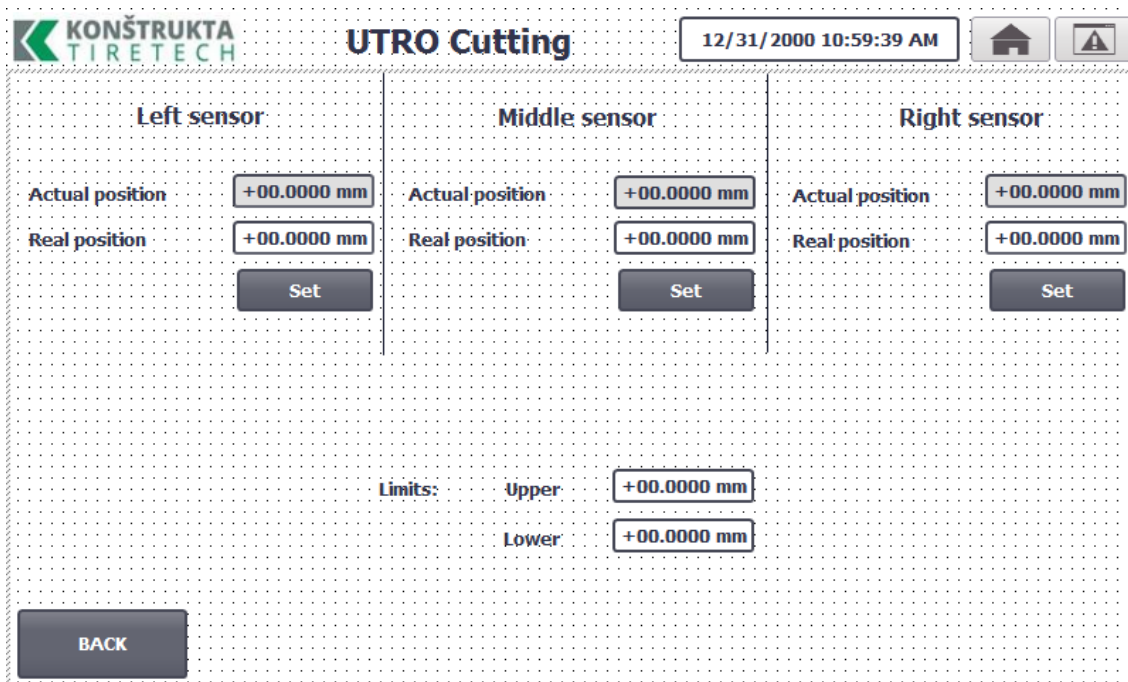 KONŠTRUKTA
TIRETECH
UTRO Cutting
12/31/2000 10:59:39 AM
Left sensor
Middle sensor
Right sensor
Actual position +00.0000 mm
Actual position +00.0000 mm
Actual position +00.0000 mm
Real position +00.0000 mm
Real position +00.0000 mm
Real position +00.0000 mm
Set
Set
Set
Limits: Upper +00.0000 mm
Lower +00.0000 mm
BACK